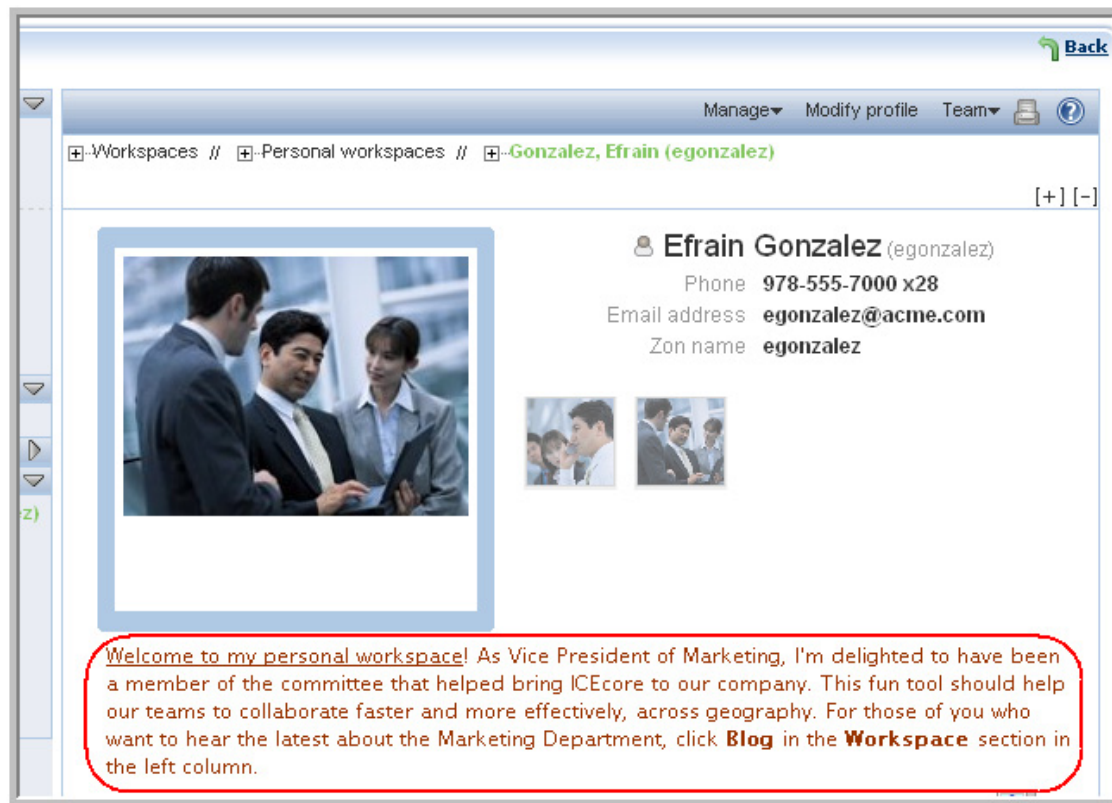 Back
Manage Modify profile Team
Workspaces // Personal workspaces // Gonzalez, Efrain (egonzalez)
[+] [-]
Efrain Gonzalez (egonzalez)
Phone 978-555-7000 x28
Email address egonzalez@acme.com
Zon name egonzalez
z)
Welcome to my personal workspace! As Vice President of Marketing, I'm delighted to have been
a member of the committee that helped bring ICEcore to our company. This fun tool should help
our teams to collaborate faster and more effectively, across geography. For those of you who
want to hear the latest about the Marketing Department, click Blog in the Workspace section in
the left column.